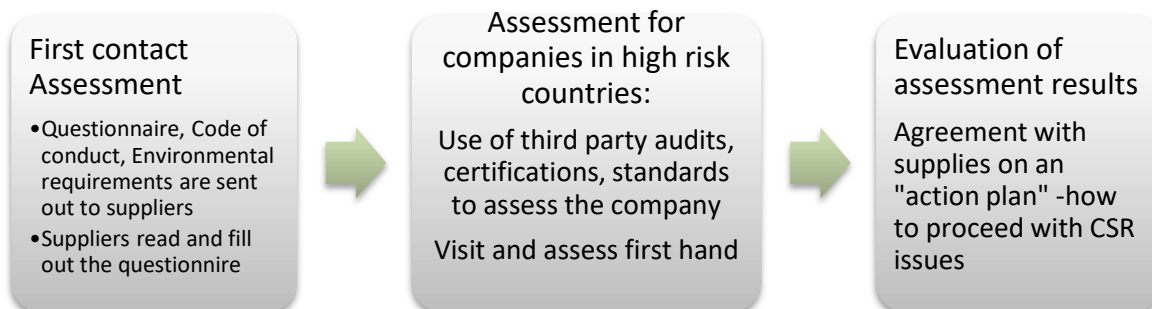 First contact
Assessment
•Questionnaire, Code of
conduct, Environmental
requirements are sent
out to suppliers
•Suppliers read and fill
out the questionnire
Assessment for
companies in high risk
countries:
Use of third party audits,
certifications, standards
to assess the company
Visit and assess first hand
Evaluation of
assessment results
Agreement with
supplies on an
"action plan" -how
to proceed with CSR
issues